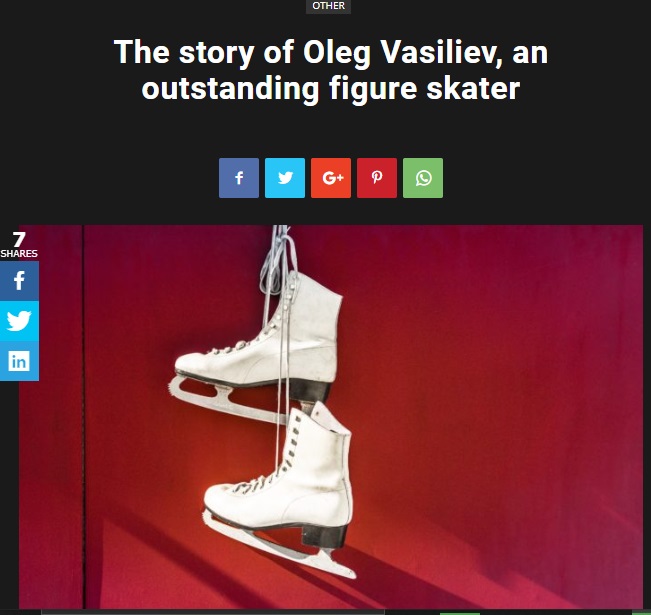 OTHER
The story of Oleg Vasiliev, an
outstanding figure skater
f
G+
7
SHARES
f
in